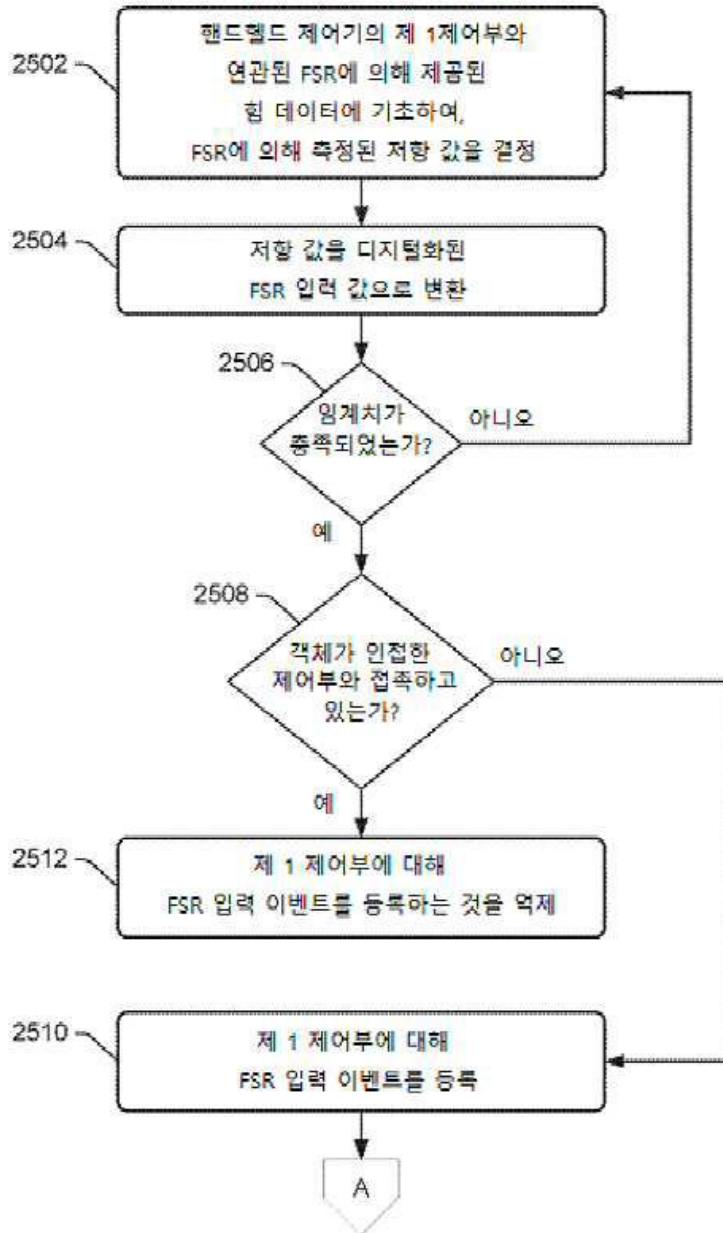 2502
핸드헬드 제어기의 제 1제어부와
연관된 FSR에 의해 제공된
힘 데이터에 기초하여,
FSR에 의해 측정된 저항 값을 결정
2504
저항 값을 디지털화된
FSR 입력 값으로 변환
2506
임계치가
충족되었는가?
아니오
예
2508
객체가 인접한
제어부와 접촉하고
있는가?
아니오
예
2512
제 1 제어부에 대해
FSR 입력 이벤트를 등록하는 것을 억제
2510
제 1 제어부에 대해
FSR 입력 이벤트를 등록
A